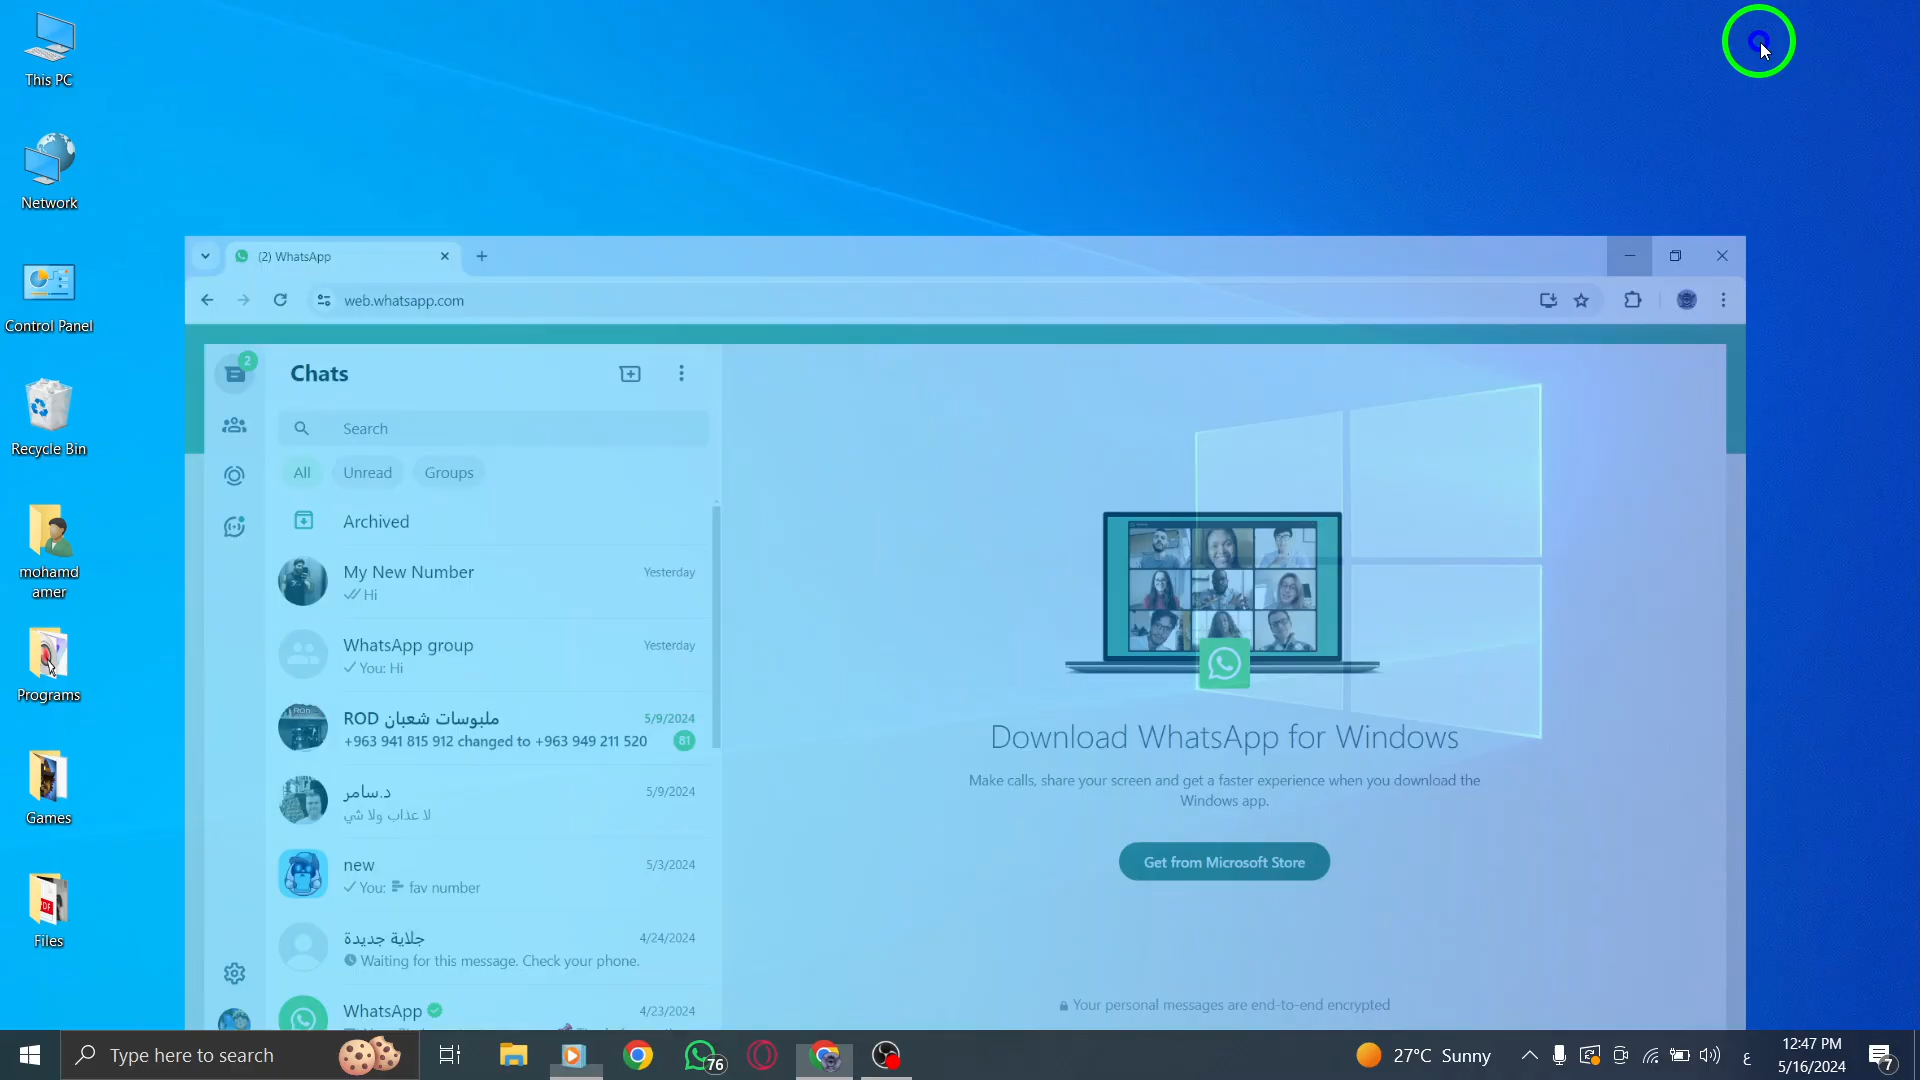 This PC
Network
Control Panel
Recycle Bin
mohamd
amer
Programs
Games
Files
(2) WhatsApp
web.whatsapp.com
2
Chats
Search
All
Unread
Groups
Archived
My New Number
Yesterday
Hi
WhatsApp group
Yesterday
You: Hi
ROD ملبوسات شعبان
5/9/2024
+963 941 815 912 changed to +963 949 211 520
81
د.سامر
5/9/2024
لا عذاب ولا شي
new
5/3/2024
You: fav number
جلاية جديدة
4/24/2024
Waiting for this message. Check your phone.
WhatsApp
4/23/2024
Download WhatsApp for Windows
Make calls, share your screen and get a faster experience when you download the
Windows app.
Get from Microsoft Store
Your personal messages are end-to-end encrypted
Type here to search
76
27°C Sunny
ع
12:47 PM
5/16/2024
7